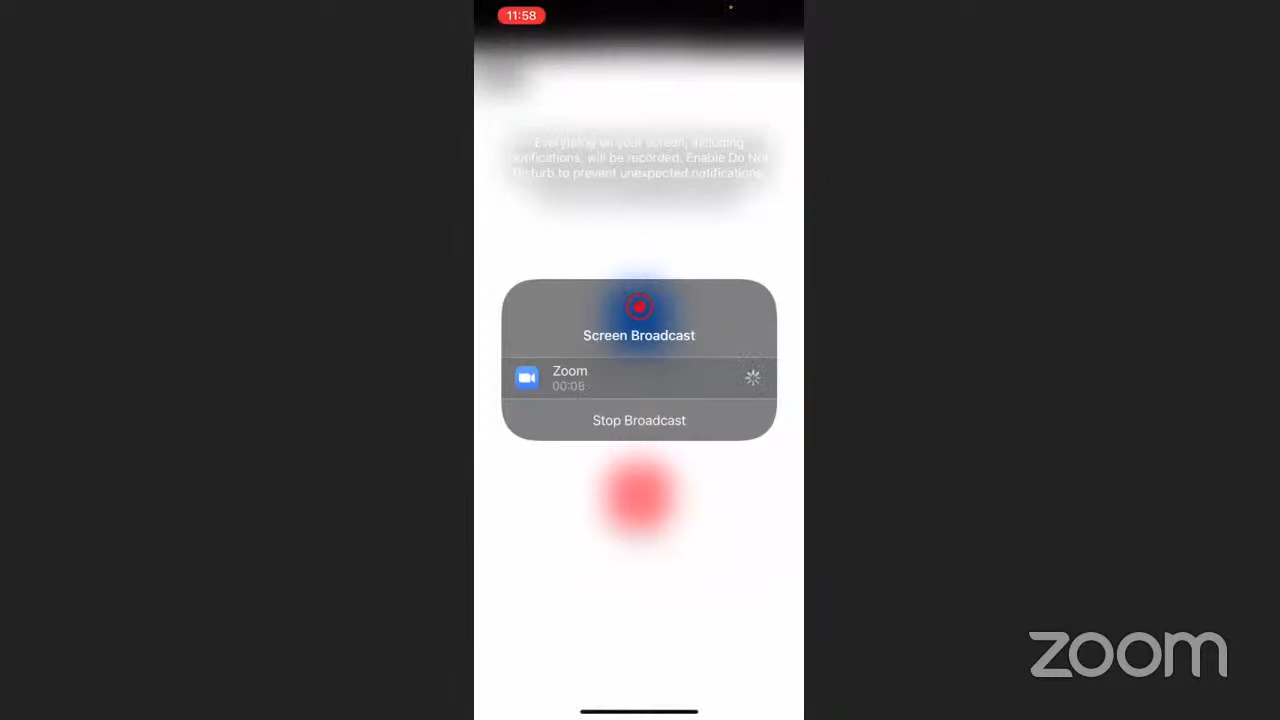 11:58
Everything on your screen, including
notifications, will be recorded. Enable Do Not
Disturb to prevent unexpected notifications.
Screen Broadcast
Zoom
00:08
Stop Broadcast
zoom